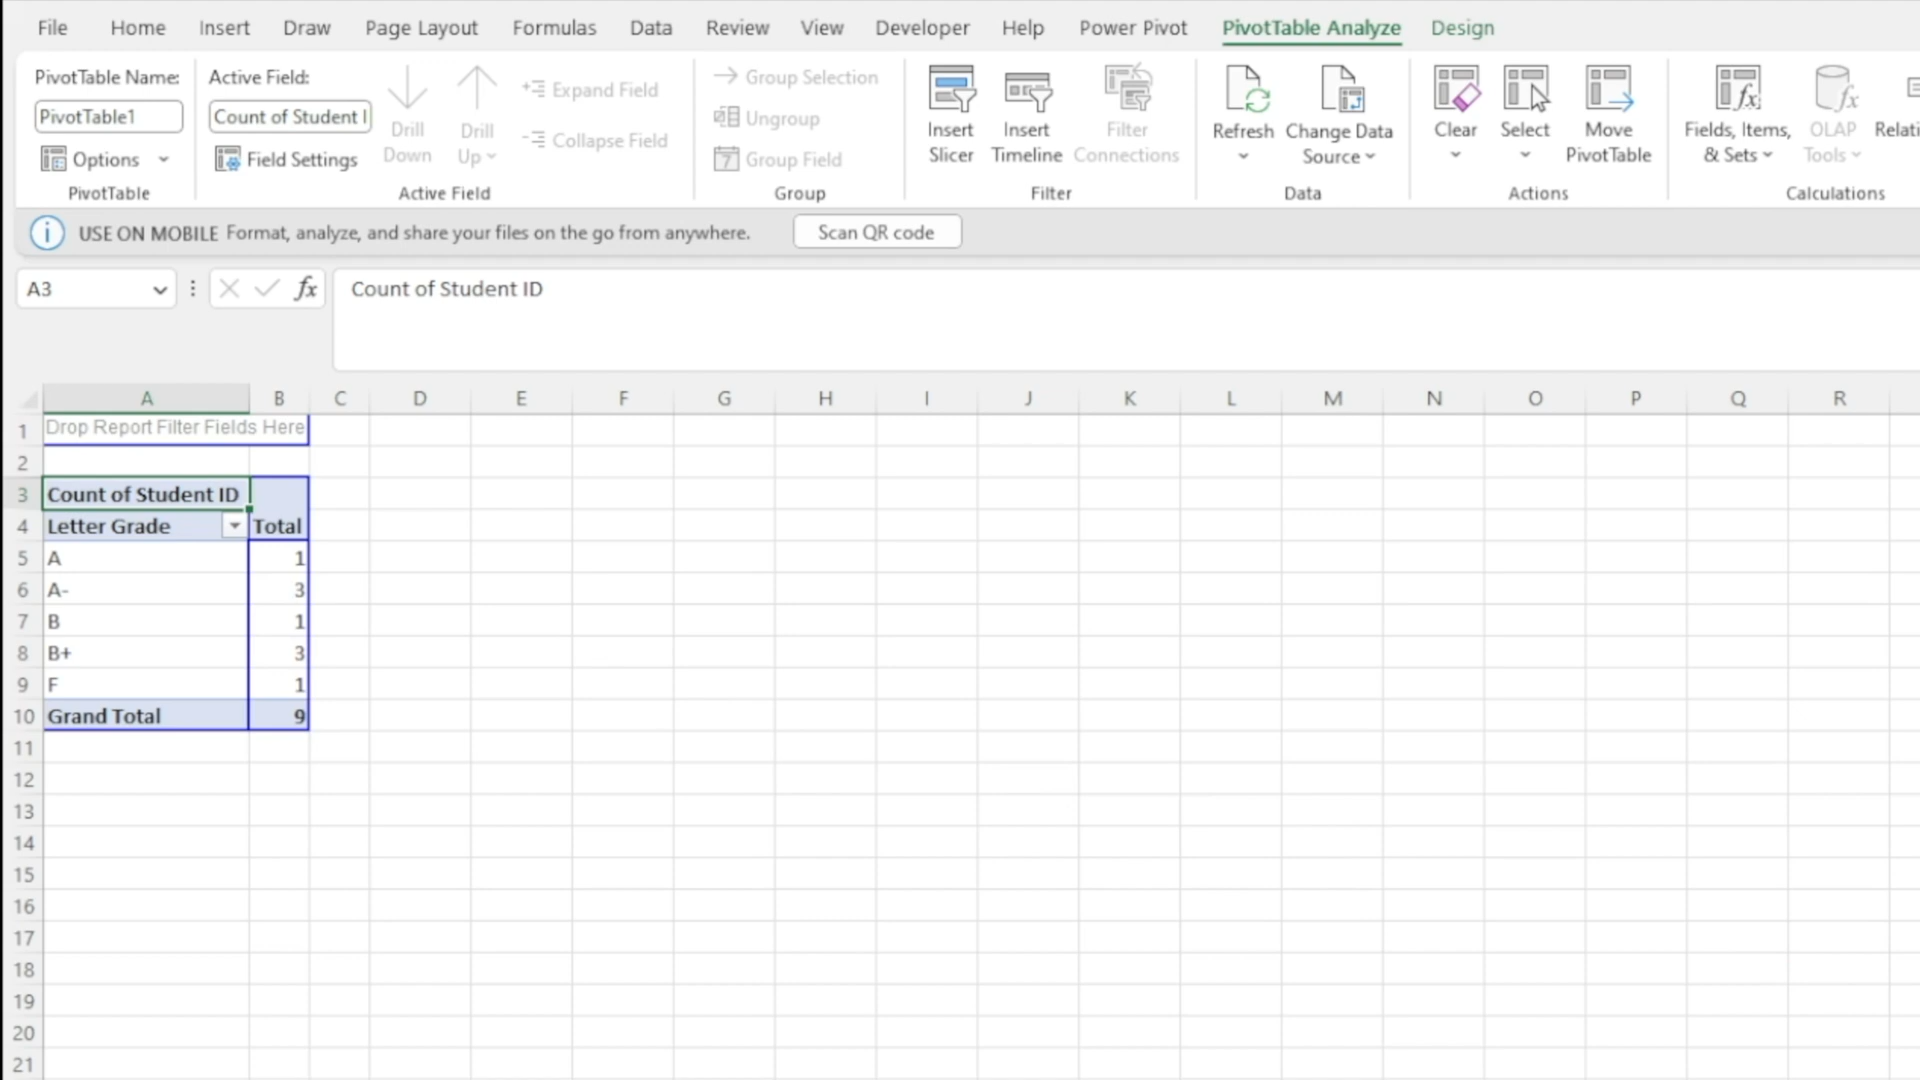 File Home Insert Draw Page Layout Formulas Data Review View Developer Help Power Pivot PivotTable Analyze Design
PivotTable Name:
PivotTable1
Options
PivotTable
Active Field:
Count of Student I
Field Settings
Drill
Down
Drill
Up
Expand Field
Collapse Field
Active Field
Group Selection
Ungroup
7 Group Field
Group
Insert
Slicer
Insert
Timeline
Filter
Connections
Filter
Refresh
Change Data
Source
Data
Clear
Select
Move
PivotTable
Actions
Fields, Items,
& Sets
OLAP
Tools
Relati
Calculations
i USE ON MOBILE Format, analyze, and share your files on the go from anywhere. Scan QR code
A3 fx Count of Student ID
A B C D E F G H I J K L M N O P Q R
1 Drop Report Filter Fields Here
2
3 Count of Student ID
4 Letter Grade Total
5 A 1
6 A- 3
7 B 1
8 B+ 3
9 F 1
10 Grand Total 9
11
12
13
14
15
16
17
18
19
20
21